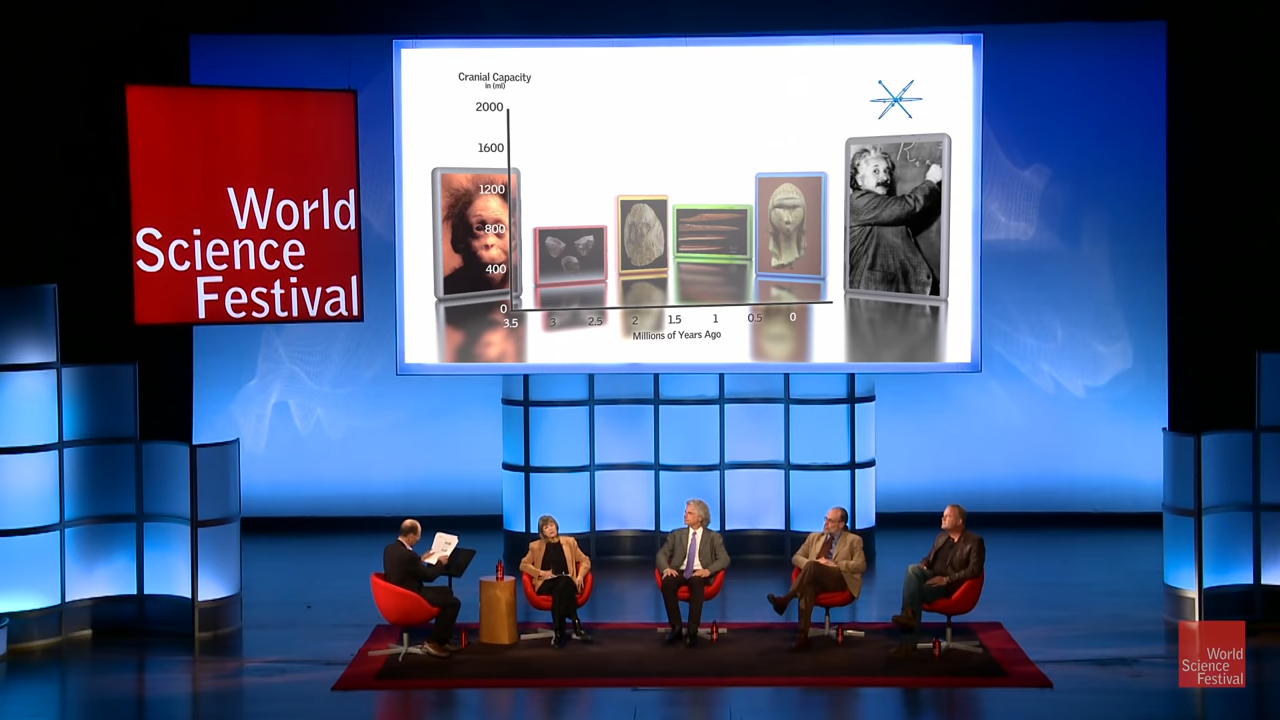 World
Science
Festival
Cranial Capacity
in (ml)
2000
1600
1200
800
400
0
3.5
3
2.5
2
1.5
1
0.5
0
Millions of Years Ago
World
Science
Festival